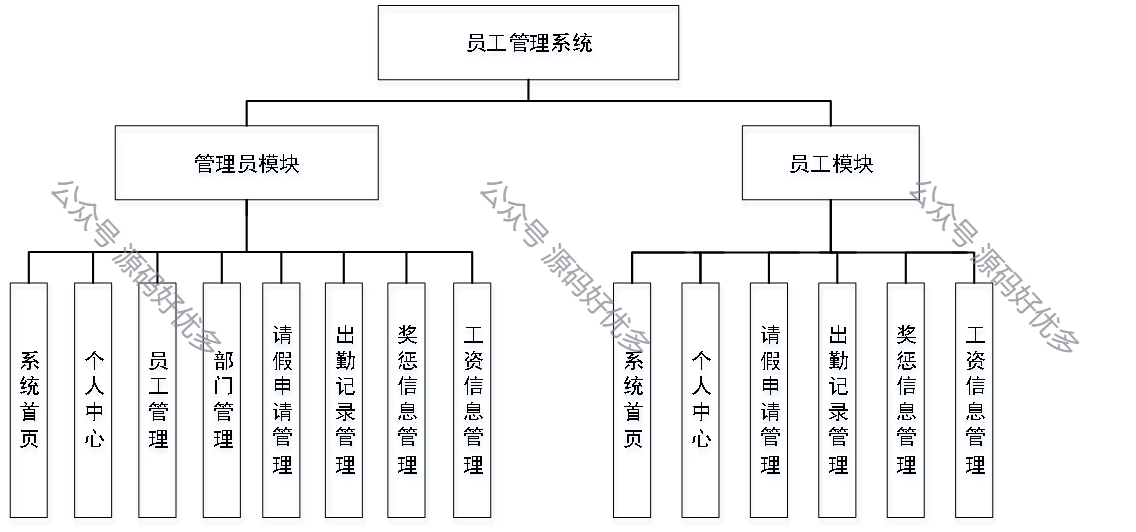 员工管理系统
管理员模块
员工模块
公众号 源码好优多
公众号 源码好优多
公众号 源码好优多
系统首页
个人中心
员工管理
部门管理
请假申请管理
出勤记录管理
奖惩信息管理
工资信息管理
系统首页
个人中心
请假申请管理
出勤记录管理
奖惩信息管理
工资信息管理